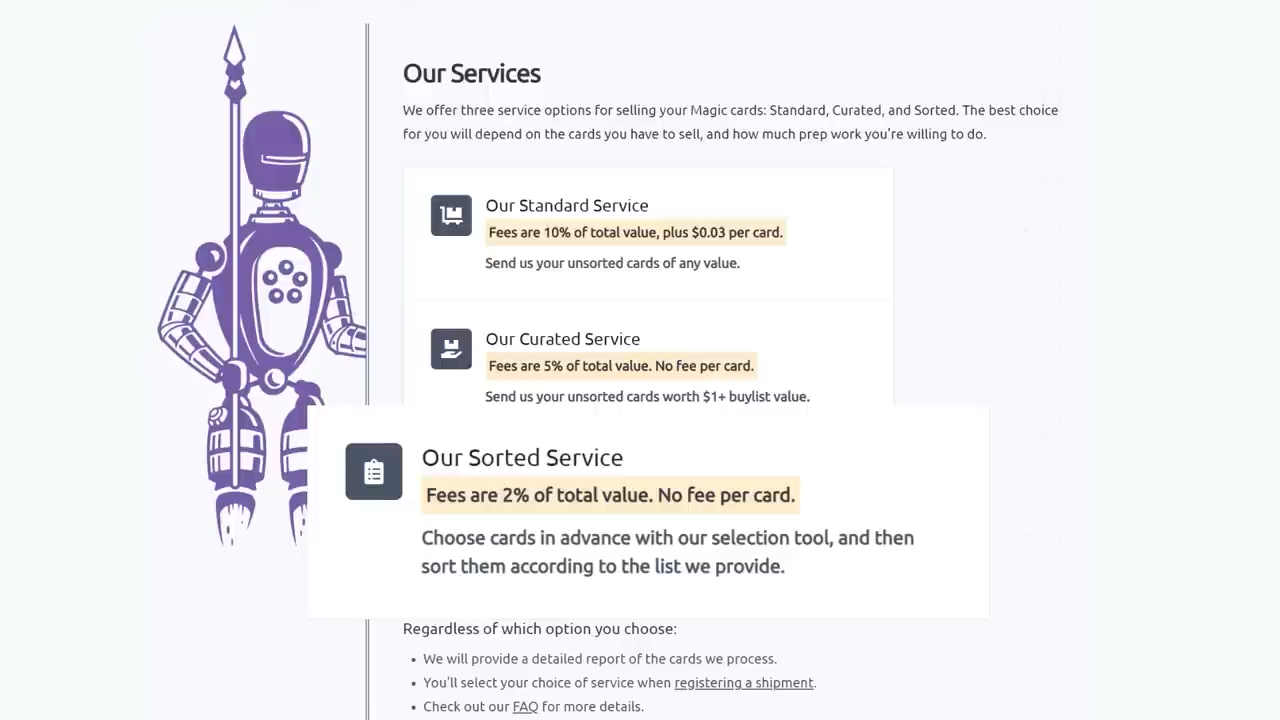 Our Services
We offer three service options for selling your Magic cards: Standard, Curated, and Sorted. The best choice
for you will depend on the cards you have to sell, and how much prep work you're willing to do.
Our Standard Service
Fees are 10% of total value, plus $0.03 per card.
Send us your unsorted cards of any value.
Our Curated Service
Fees are 5% of total value. No fee per card.
Send us your unsorted cards worth $1+ buylist value.
Our Sorted Service
Fees are 2% of total value. No fee per card.
Choose cards in advance with our selection tool, and then
sort them according to the list we provide.
Regardless of which option you choose:
• We will provide a detailed report of the cards we process.
• You'll select your choice of service when registering a shipment.
• Check out our FAQ for more details.